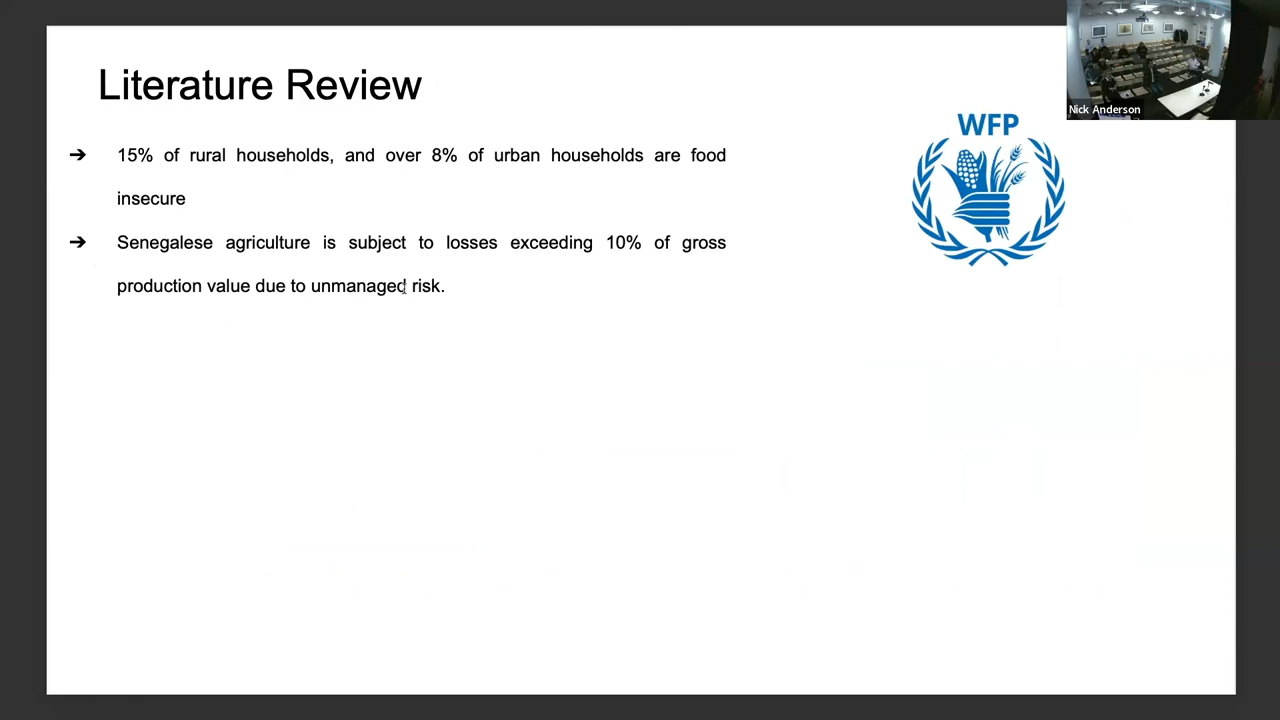 Literature Review
➔ 15% of rural households, and over 8% of urban households are food
insecure
➔ Senegalese agriculture is subject to losses exceeding 10% of gross
production value due to unmanaged risk.
WFP
Nick Anderson